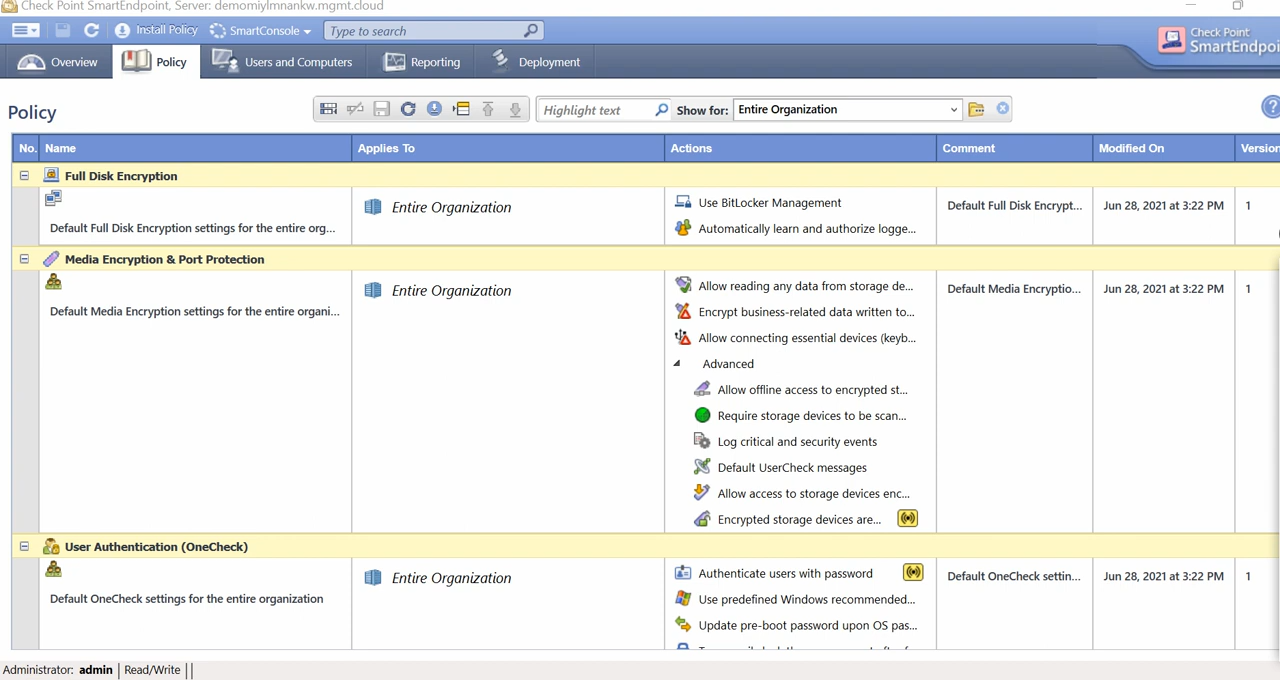 Check Point SmartEndpoint, Server: demomiylmnankw.mgmt.cloud
Install Policy SmartConsole Type to search
Check Point
SmartEndpoi
Overview Policy Users and Computers Reporting Deployment
Policy Highlight text Show for: Entire Organization ?
No. Name Applies To Actions Comment Modified On Version
Full Disk Encryption
Default Full Disk Encryption settings for the entire org... Entire Organization Use BitLocker Management Default Full Disk Encrypt... Jun 28, 2021 at 3:22 PM 1
Automatically learn and authorize logge...
Media Encryption & Port Protection
Default Media Encryption settings for the entire organi... Entire Organization Allow reading any data from storage de... Default Media Encryptio... Jun 28, 2021 at 3:22 PM 1
Encrypt business-related data written to...
Allow connecting essential devices (keyb...
Advanced
Allow offline access to encrypted st...
Require storage devices to be scan...
Log critical and security events
Default UserCheck messages
Allow access to storage devices enc...
Encrypted storage devices are...
User Authentication (OneCheck)
Default OneCheck settings for the entire organization Entire Organization Authenticate users with password Default OneCheck settin... Jun 28, 2021 at 3:22 PM 1
Use predefined Windows recommended...
Update pre-boot password upon OS pas...
Administrator: admin | Read/Write